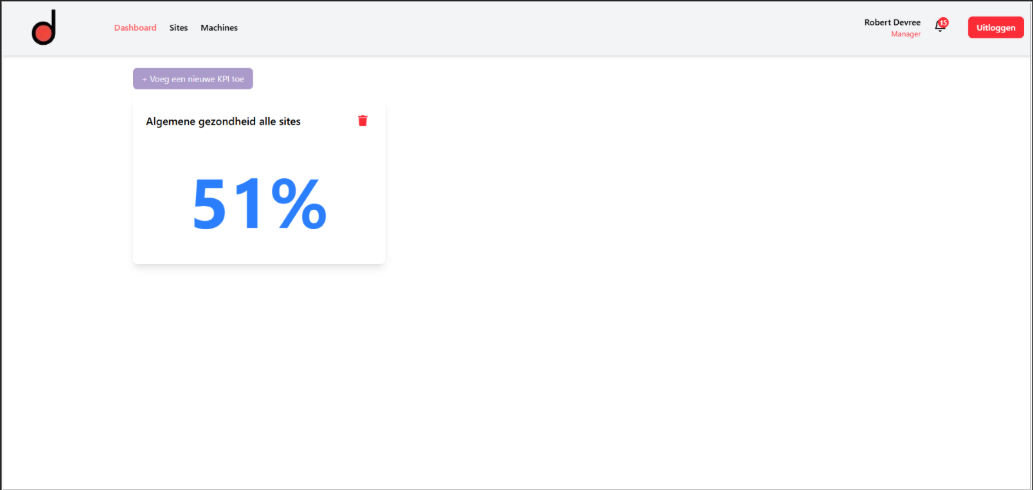 Dashboard Sites Machines
Robert Devree
Manager
15
Uitloggen
+ Voeg een nieuwe KPI toe
Algemene gezondheid alle sites
51%